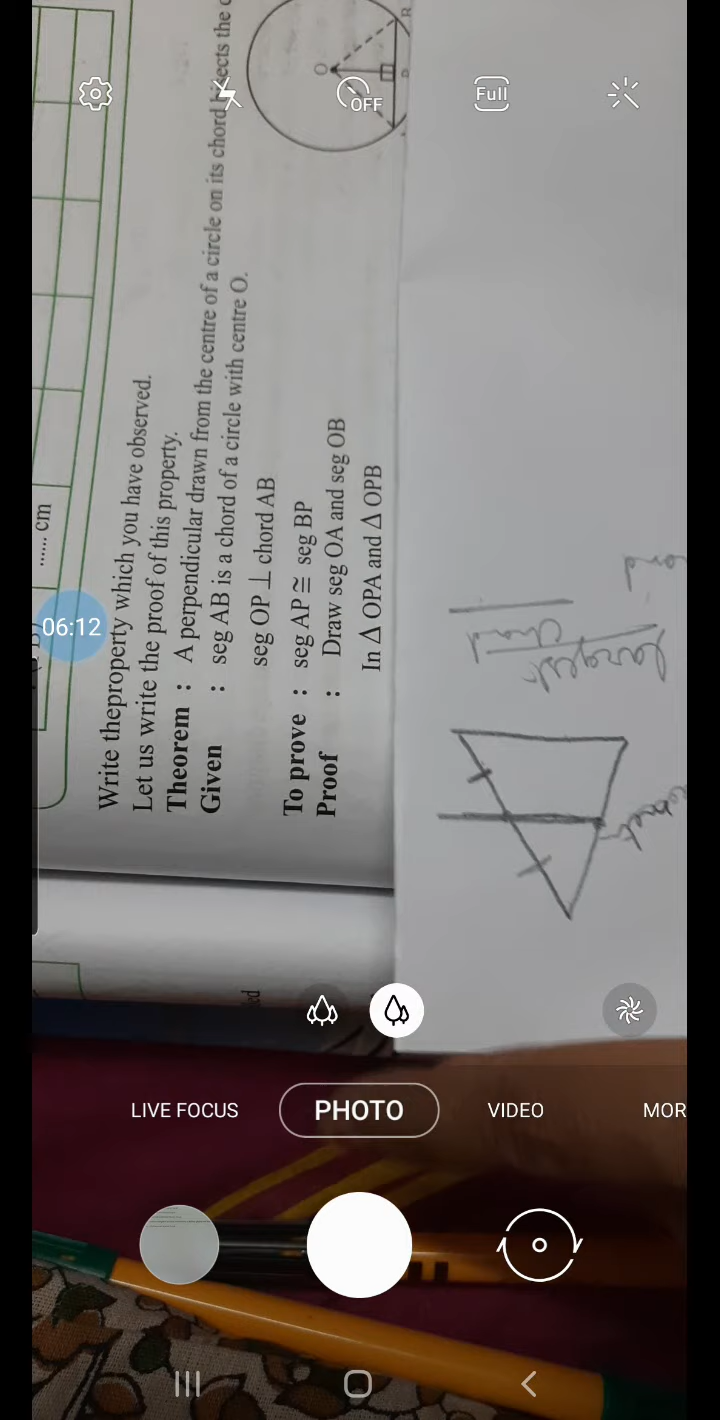 OFF
Full
06:12
...... cm
Write theproperty which you have observed.
Let us write the proof of this property.
Theorem : A perpendicular drawn from the centre of a circle on its chord bisects the
Given : seg AB is a chord of a circle with centre O.
seg OP ⊥ chord AB
To prove : seg AP ≅ seg BP
Proof : Draw seg OA and seg OB
In △ OPA and △ OPB
O
largest
chord
LIVE FOCUS
PHOTO
VIDEO
MOR